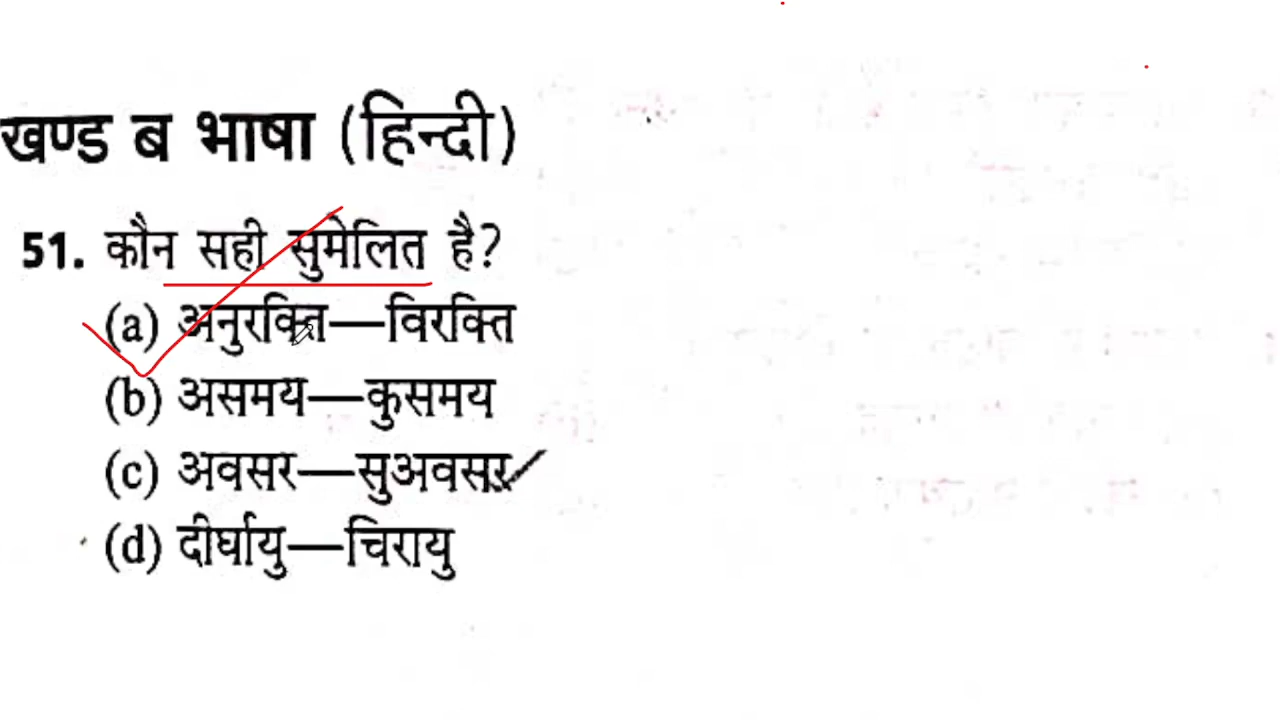 खण्ड ब भाषा (हिन्दी)
51. कौन सही सुमेलित है?
(a) अनुरक्ति—विरक्ति
(b) असमय—कुसमय
(c) अवसर—सुअवसर
(d) दीर्घायु—चिरायु